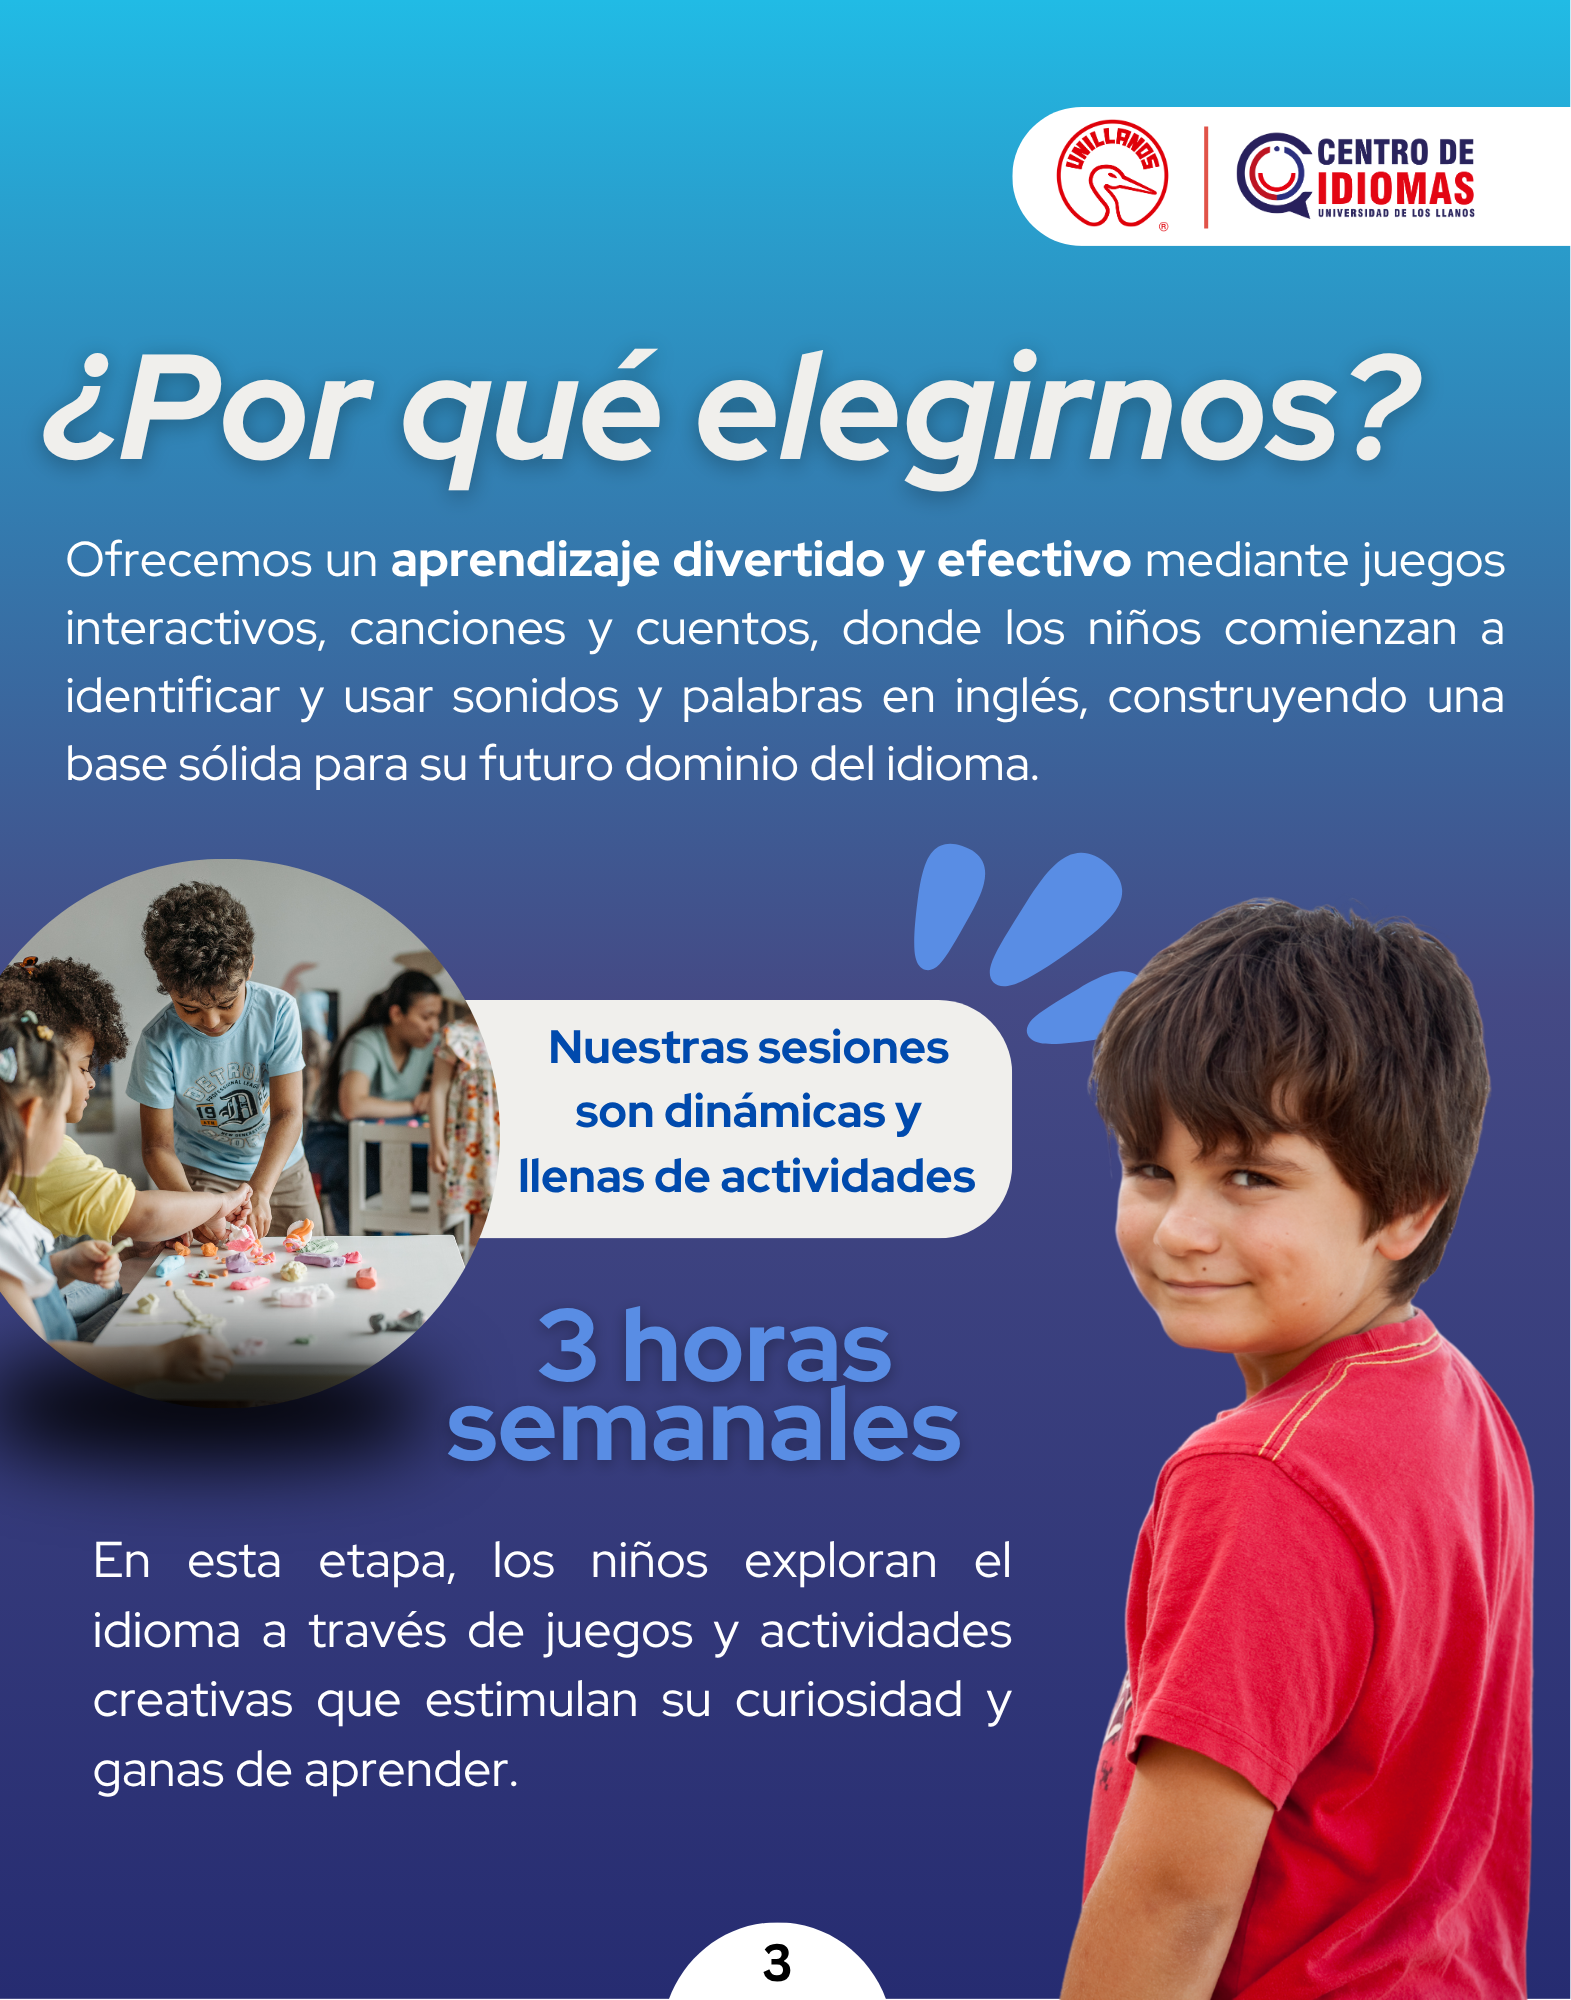 UNILLANOS
®
CENTRO DE
IDIOMAS
UNIVERSIDAD DE LOS LLANOS
¿Por qué elegirnos?
Ofrecemos un aprendizaje divertido y efectivo mediante juegos
interactivos, canciones y cuentos, donde los niños comienzan a
identificar y usar sonidos y palabras en inglés, construyendo una
base sólida para su futuro dominio del idioma.
DETROIT
PROFESSIONAL
19
Nuestras sesiones
son dinámicas y
llenas de actividades
3 horas
semanales
En esta etapa, los niños exploran el
idioma a través de juegos y actividades
creativas que estimulan su curiosidad y
ganas de aprender.
3